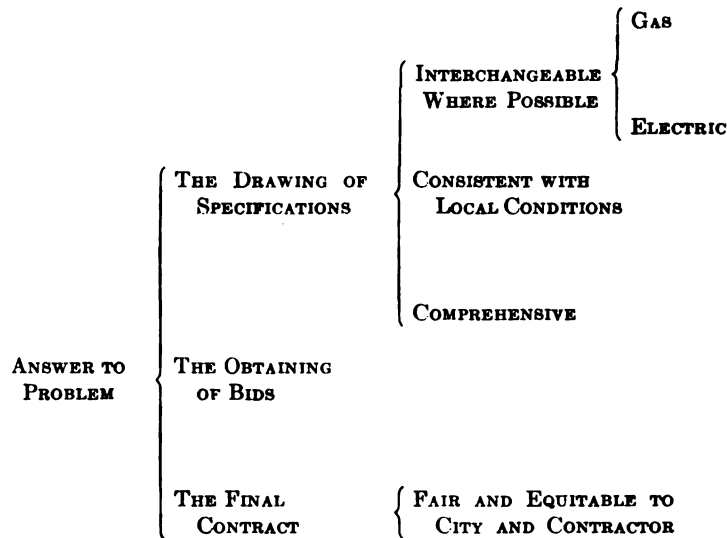 GAS
INTERCHANGEABLE
WHERE POSSIBLE
ELECTRIC
THE DRAWING OF
SPECIFICATIONS
CONSISTENT WITH
LOCAL CONDITIONS
COMPREHENSIVE
ANSWER TO
PROBLEM
THE OBTAINING
OF BIDS
THE FINAL
CONTRACT
FAIR AND EQUITABLE TO
CITY AND CONTRACTOR